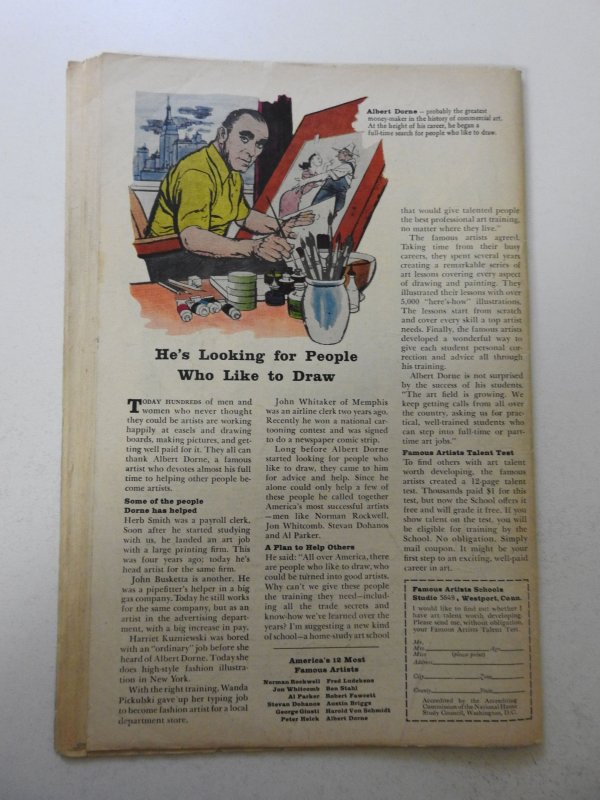 Albert Dorne — probably the greatest
money-maker in the history of commercial art.
At the height of his career, he began a
full-time search for people who like to draw.
He's Looking for People
Who Like to Draw
TODAY HUNDREDS of men and
women who never thought
they could be artists are working
happily at easels and drawing
boards, making pictures, and get-
ting well paid for it. They all can
thank Albert Dorne, a famous
artist who devotes almost his full
time to helping other people be-
come artists.
Some of the people
Dorne has helped
Herb Smith was a payroll clerk.
Soon after he started studying
with us, he landed an art job
with a large printing firm. This
was four years ago; today he's
head artist for the same firm.
John Busketta is another. He
was a pipefitter's helper in a big
gas company. Today he still works
for the same company, but as an
artist in the advertising depart-
ment, with a big increase in pay.
Harriet Kuzniewski was bored
with an "ordinary" job before she
heard of Albert Dorne. Today she
does high-style fashion illustra-
tion in New York.
With the right training, Wanda
Pickulski gave up her typing job
to become fashion artist for a local
department store.
John Whitaker of Memphis
was an airline clerk two years ago.
Recently he won a national car-
tooning contest and was signed
to do a newspaper comic strip.
Long before Albert Dorne
started looking for people who
like to draw, they came to him
for advice and help. Since he
alone could only help a few of
these people he called together
America's most successful artists
—men like Norman Rockwell,
Jon Whitcomb, Stevan Dohanos
and Al Parker.
A Plan to Help Others
He said: "All over America, there
are people who like to draw, who
could be turned into good artists.
Why can't we give these people
the training they need—includ-
ing all the trade secrets and
know-how we've learned over the
years? I'm suggesting a new kind
of school—a home-study art school
America's 12 Most
Famous Artists
Norman Rockwell Fred Ludekens
Jon Whitcomb Ben Stahl
Al Parker Robert Fawcett
Stevan Dohanos Austin Briggs
George Giusti Harold Von Schmidt
Peter Helck Albert Dorne
that would give talented people
the best professional art training,
no matter where they live."
The famous artists agreed.
Taking time from their busy
careers, they spent several years
creating a remarkable series of
art lessons covering every aspect
of drawing and painting. They
illustrated their lessons with over
5,000 "here's-how" illustrations.
The lessons start from scratch
and cover every skill a top artist
needs. Finally, the famous artists
developed a wonderful way to
give each student personal cor-
rection and advice all through
his training.
Albert Dorne is not surprised
by the success of his students.
"The art field is growing. We
keep getting calls from all over
the country, asking us for prac-
tical, well-trained students who
can step into full-time or part-
time art jobs."
Famous Artists Talent Test
To find others with art talent
worth developing, the famous
artists created a 12-page talent
test. Thousands paid $1 for this
test, but now the School offers it
free and will grade it free. If you
show talent on the test, you will
be eligible for training by the
School. No obligation. Simply
mail coupon. It might be your
first step to an exciting, well-paid
career in art.
Famous Artists Schools
Studio 5848, Westport, Conn.
I would like to find out whether I
have art talent worth developing.
Please send me, without obligation,
your Famous Artists Talent Test.
Mr.
Mrs. Age
Miss (please print)
Address
City Zone
County State
Accredited by the Accrediting
Commission of the National Home
Study Council, Washington, D.C.